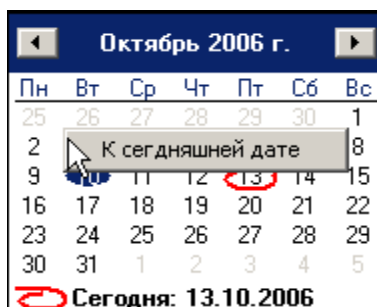 Октябрь 2006 г.
Пн Вт Ср Чт Пт Сб Вс
25 26 27 28 29 30 1
2 К сегдняшней дате 8
9 10 11 12 13 14 15
16 17 18 19 20 21 22
23 24 25 26 27 28 29
30 31 1 2 3 4 5
Сегодня: 13.10.2006